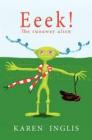 Eeek!
The runaway alien
KAREN INGLIS